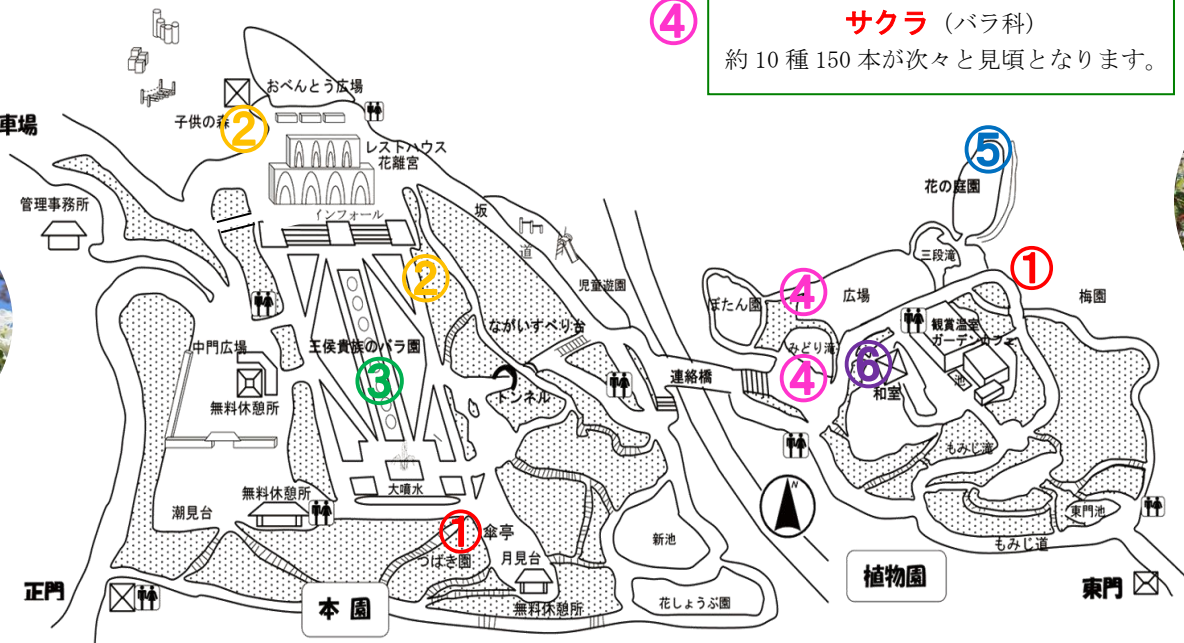 ④
サクラ（バラ科）
約10種150本が次々と見頃となります。
おべんとう広場
車場
子供の森
②
レストハウス
花離宮
⑤
花の庭園
管理事務所
インフォール
坂
道
三段滝
①
②
児童遊園
ぼたん園
④
広場
梅園
ながいすべり台
観賞温室
ガーデンカフェ
中門広場
王侯貴族のバラ園
みどり滝
③
連絡橋
④
⑥
池
和室
無料休憩所
トンネル
もみじ滝
大噴水
無料休憩所
潮見台
N
東門池
①
傘亭
新池
もみじ道
つばき園
月見台
正門
植物園
東門
本園
無料休憩所
花しょうぶ園